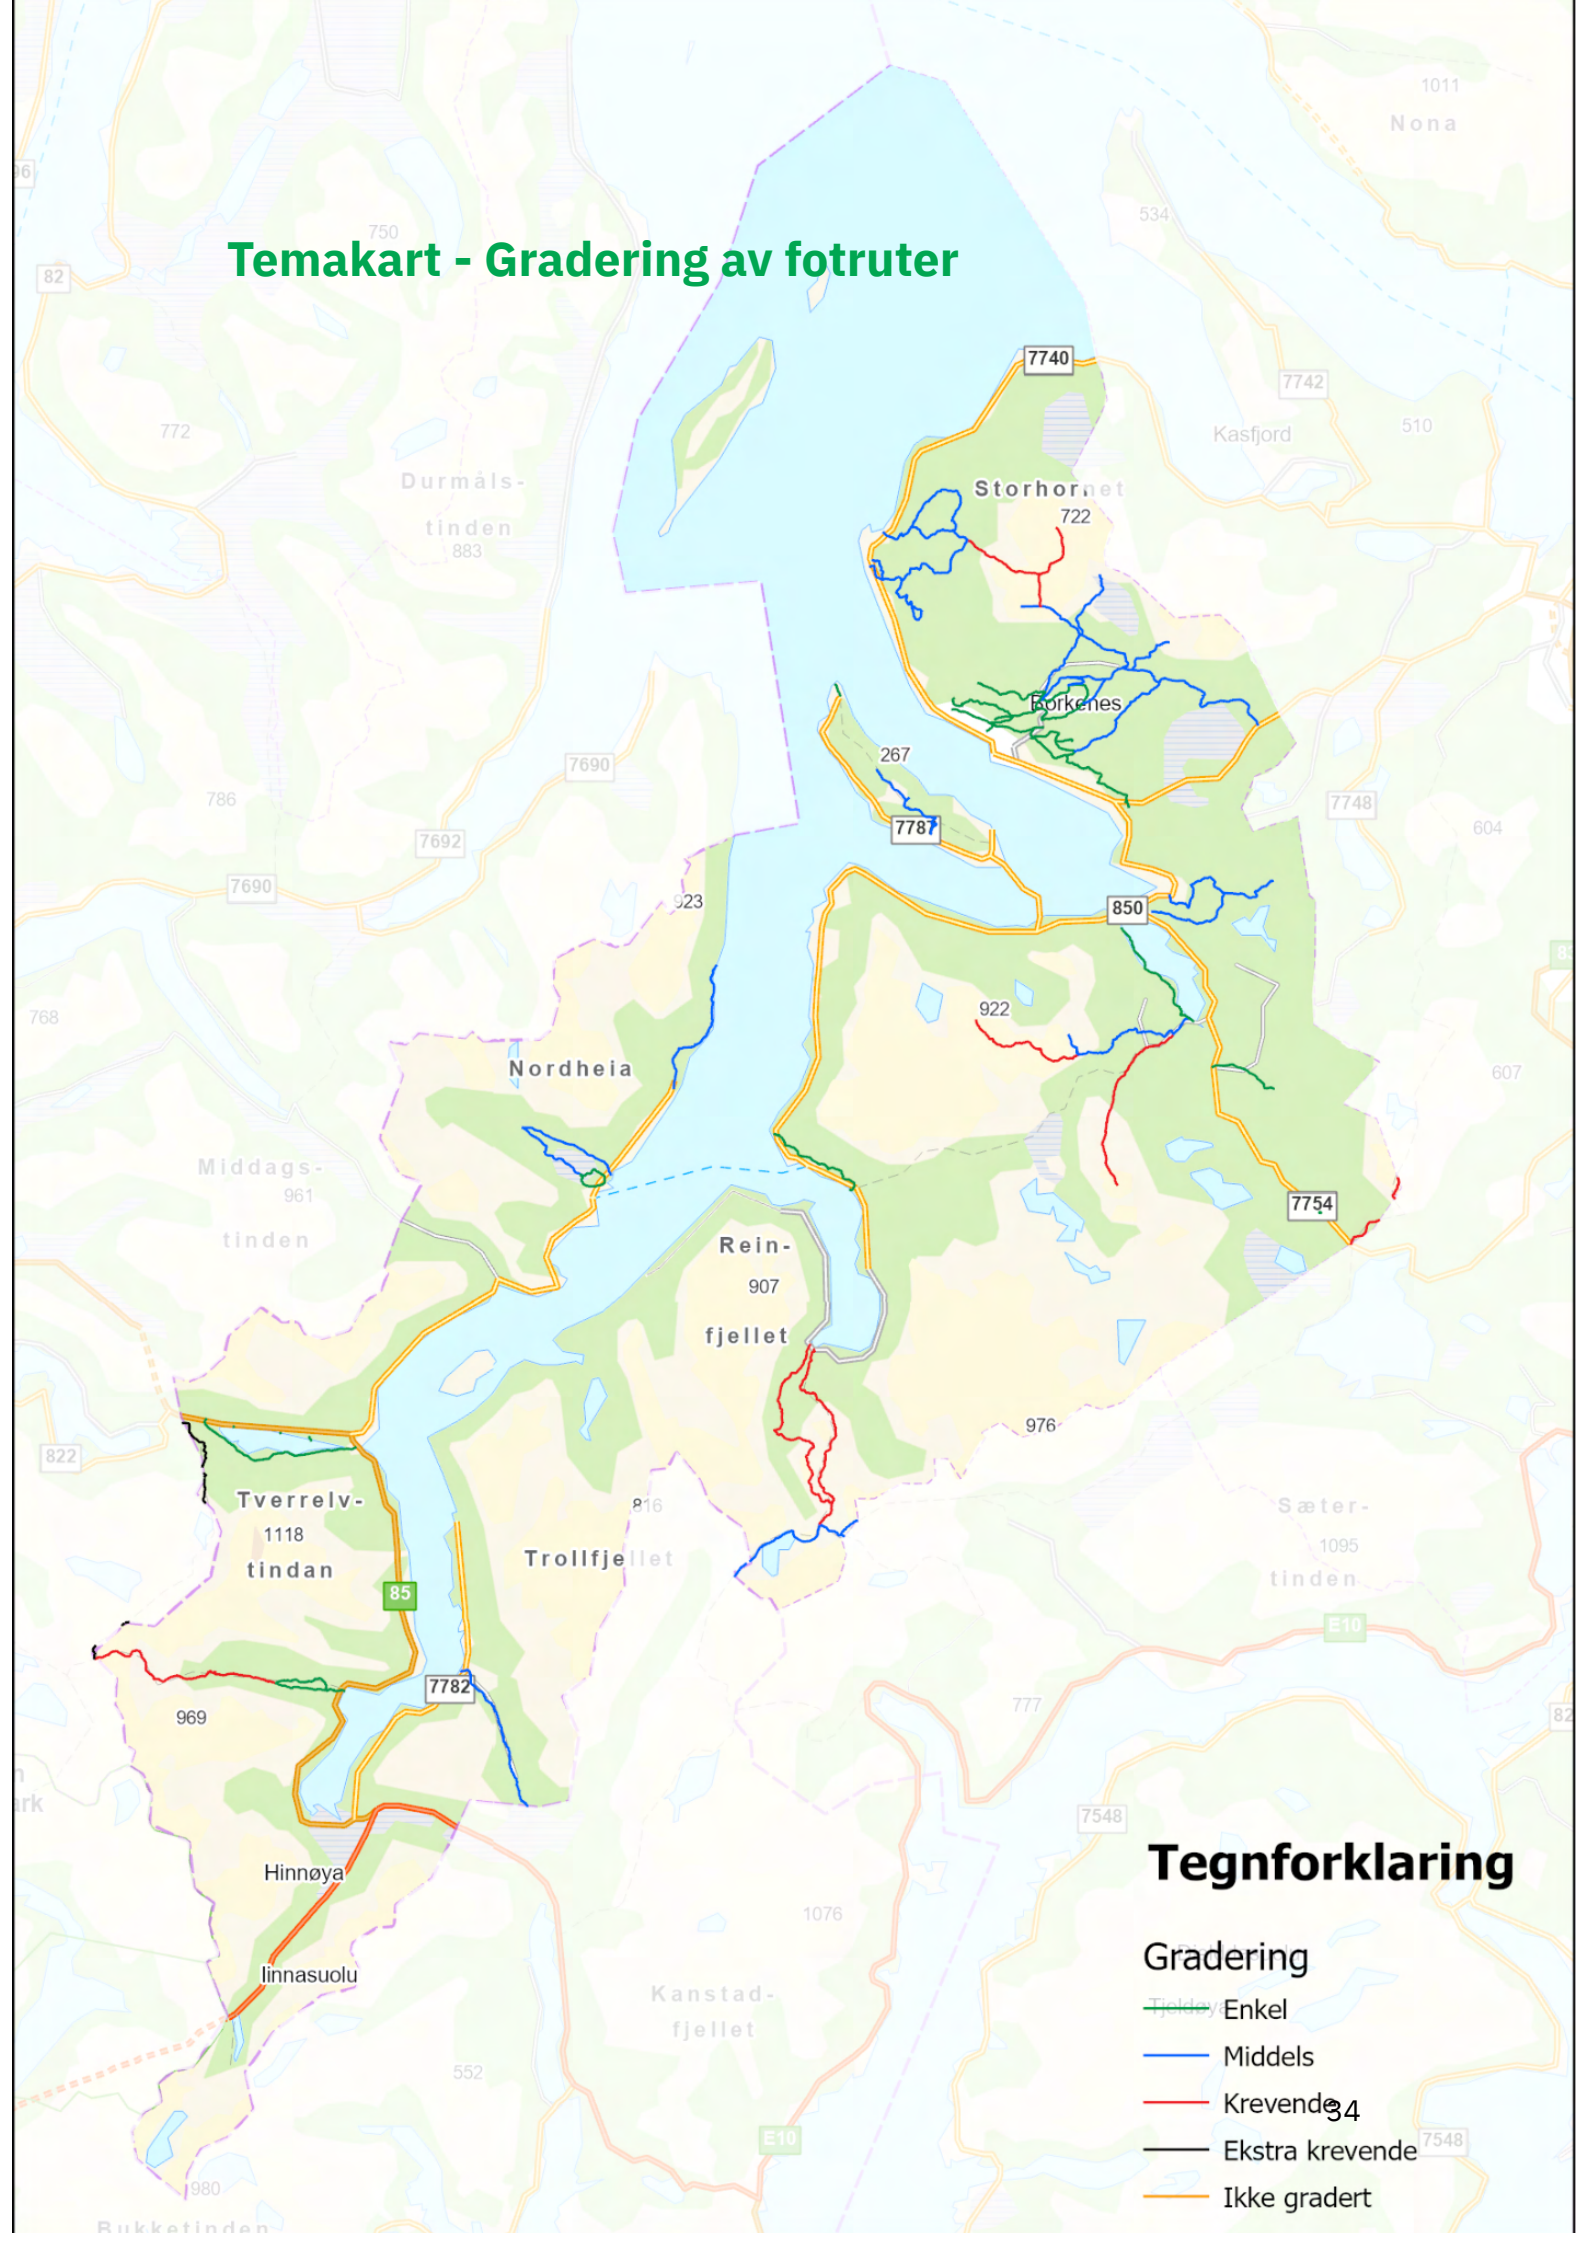 1011
Nona
96
534
750
Temakart - Gradering av fotruter
82
7740
7742
772
510
Kasfjord
Durmåls-
Storhornet
722
tinden
883
Borkenes
267
7690
786
7748
7787
604
7692
7690
923
850
83
768
922
Nordheia
607
Middags-
961
7754
tinden
Rein-
907
fjellet
976
822
Tverrelv-
816
Sæter-
1118
1095
Trollfjellet
tindan
tinden
85
E10
7782
777
969
82
ark
7548
Tegnforklaring
Hinnøya
1076
Gradering
Iinnasuolu
Kanstad-
Tjeldøya
Enkel
fjellet
Middels
552
Krevende
34
E10
7548
Ekstra krevende
980
Ikke gradert
Bukketinden